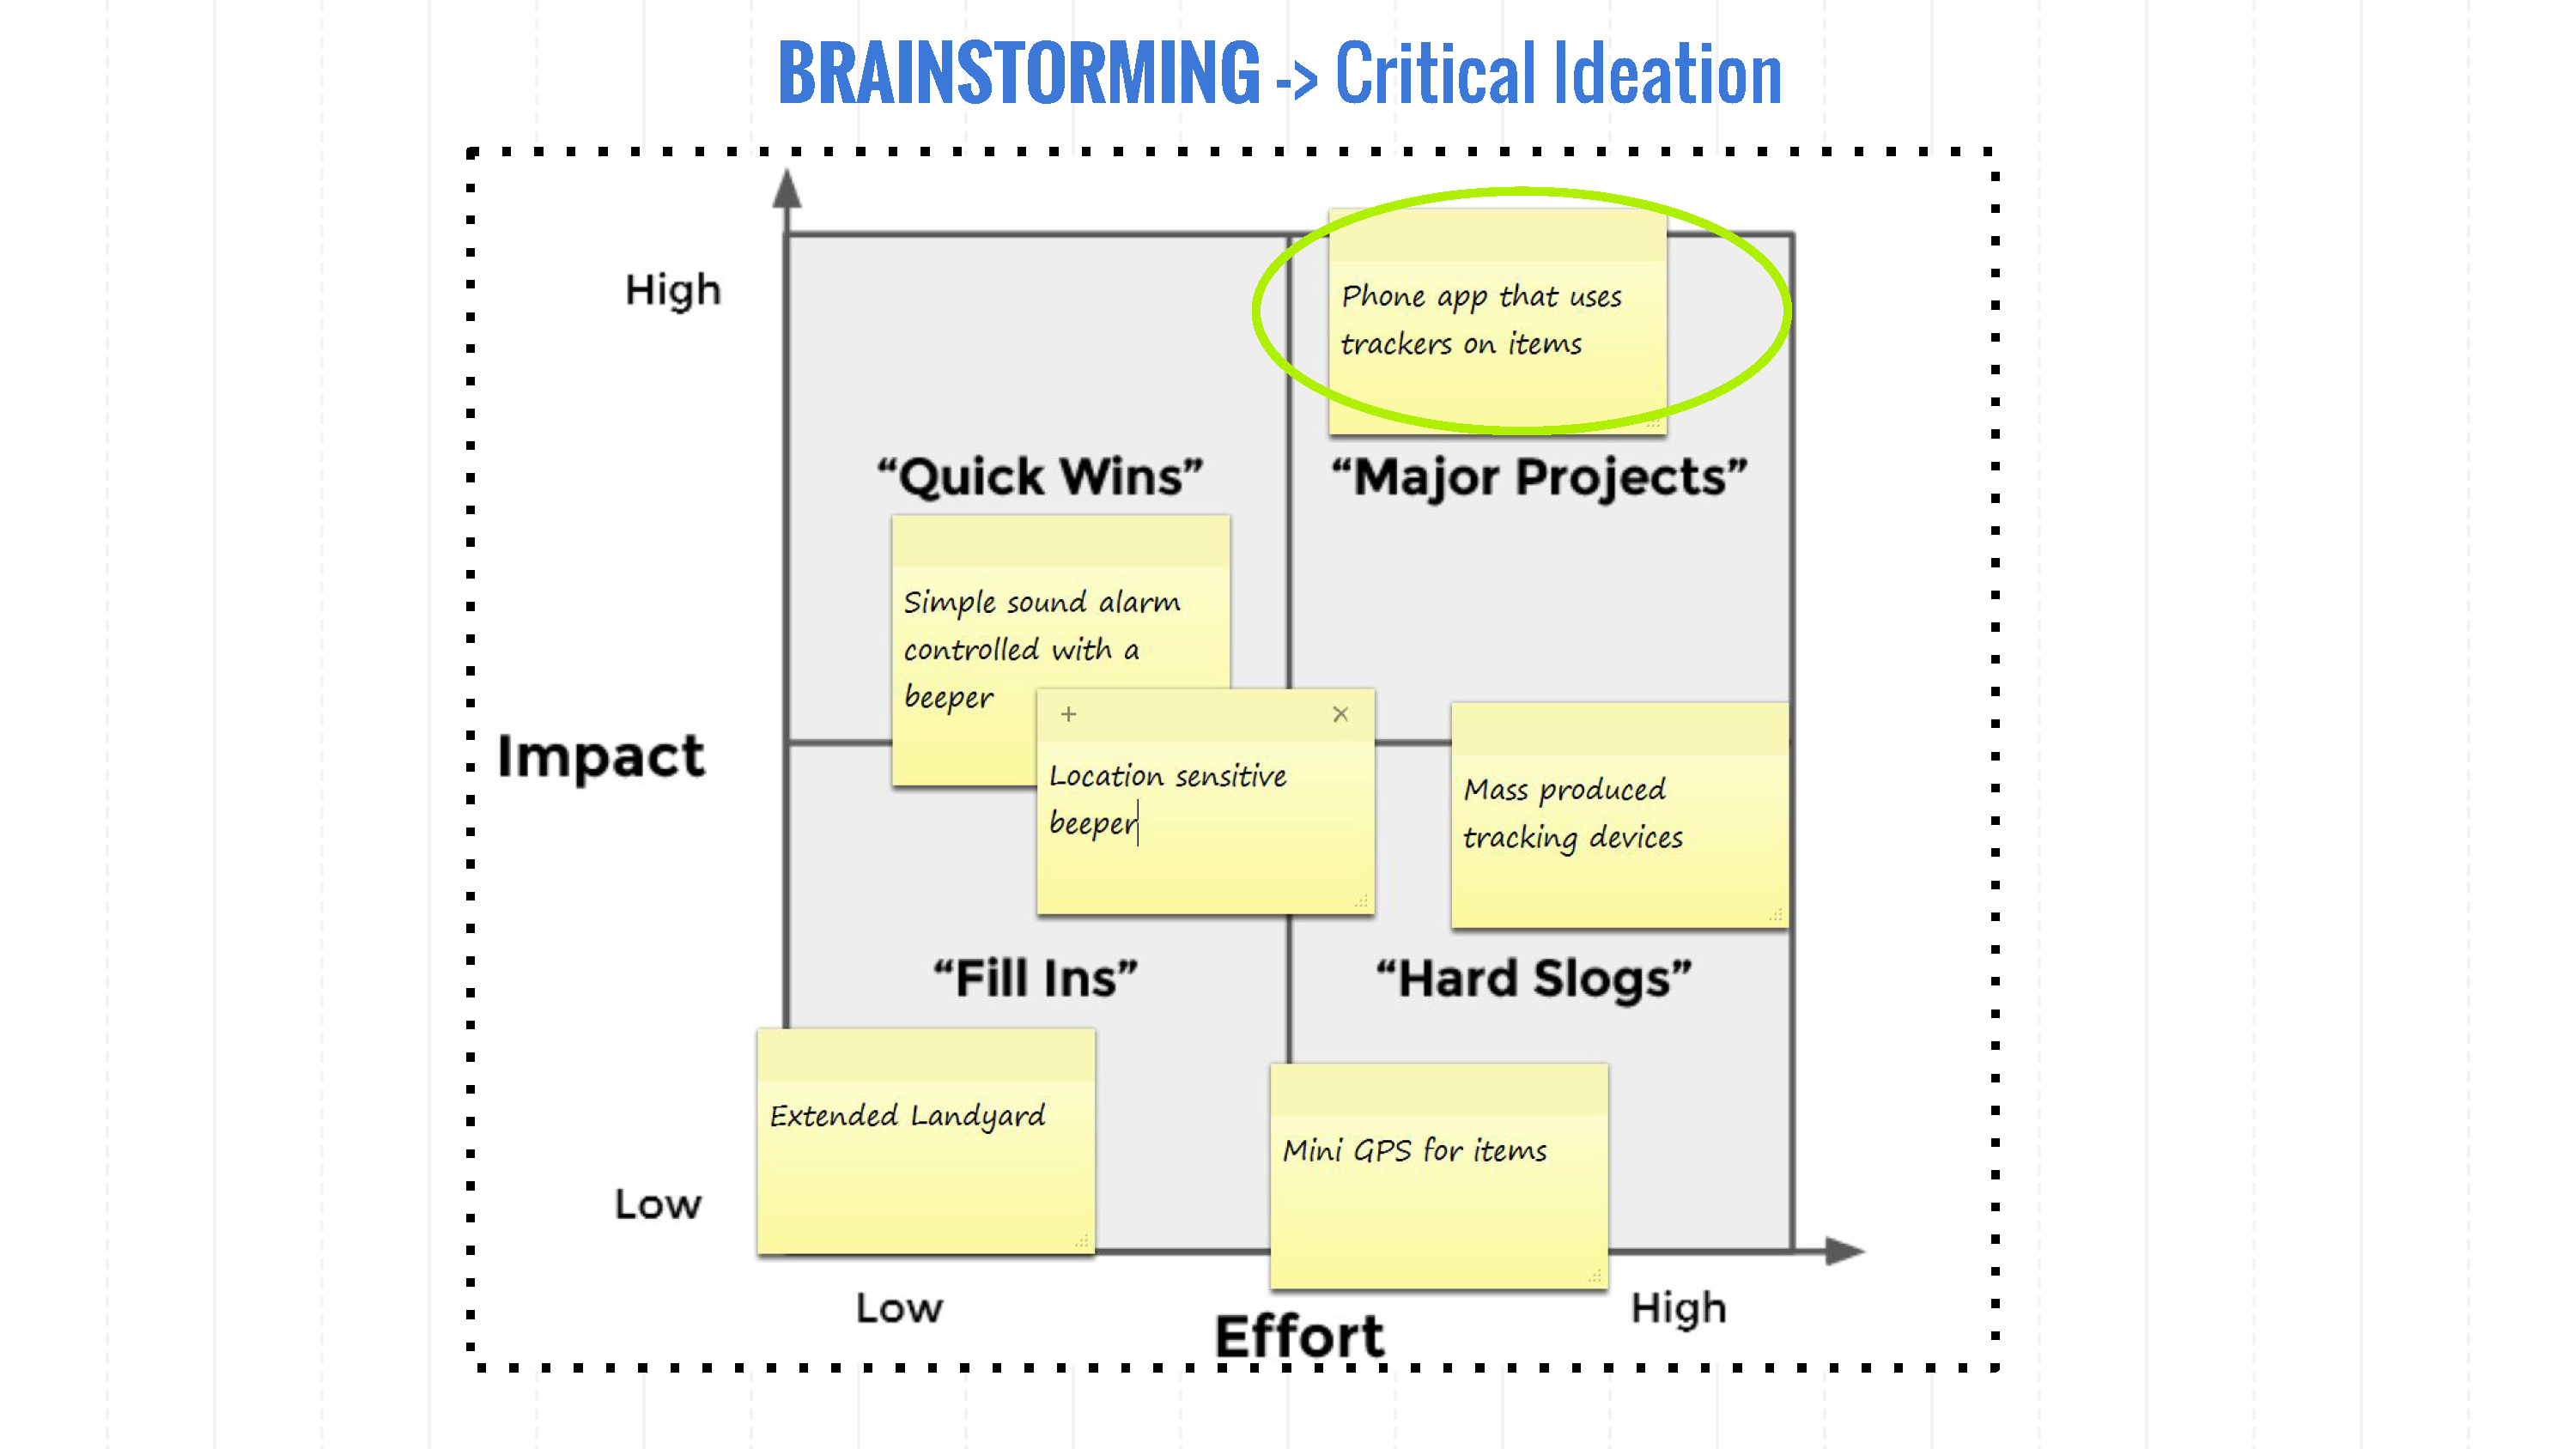 BRAINSTORMING -> Critical Ideation
High
Phone app that uses
trackers on items
“Quick Wins”
“Major Projects”
Simple sound alarm
controlled with a
beeper
+ ×
Location sensitive
beeper
Mass produced
tracking devices
Impact
“Fill Ins”
“Hard Slogs”
Extended Landyard
Mini GPS for items
Low
Low
High
Effort